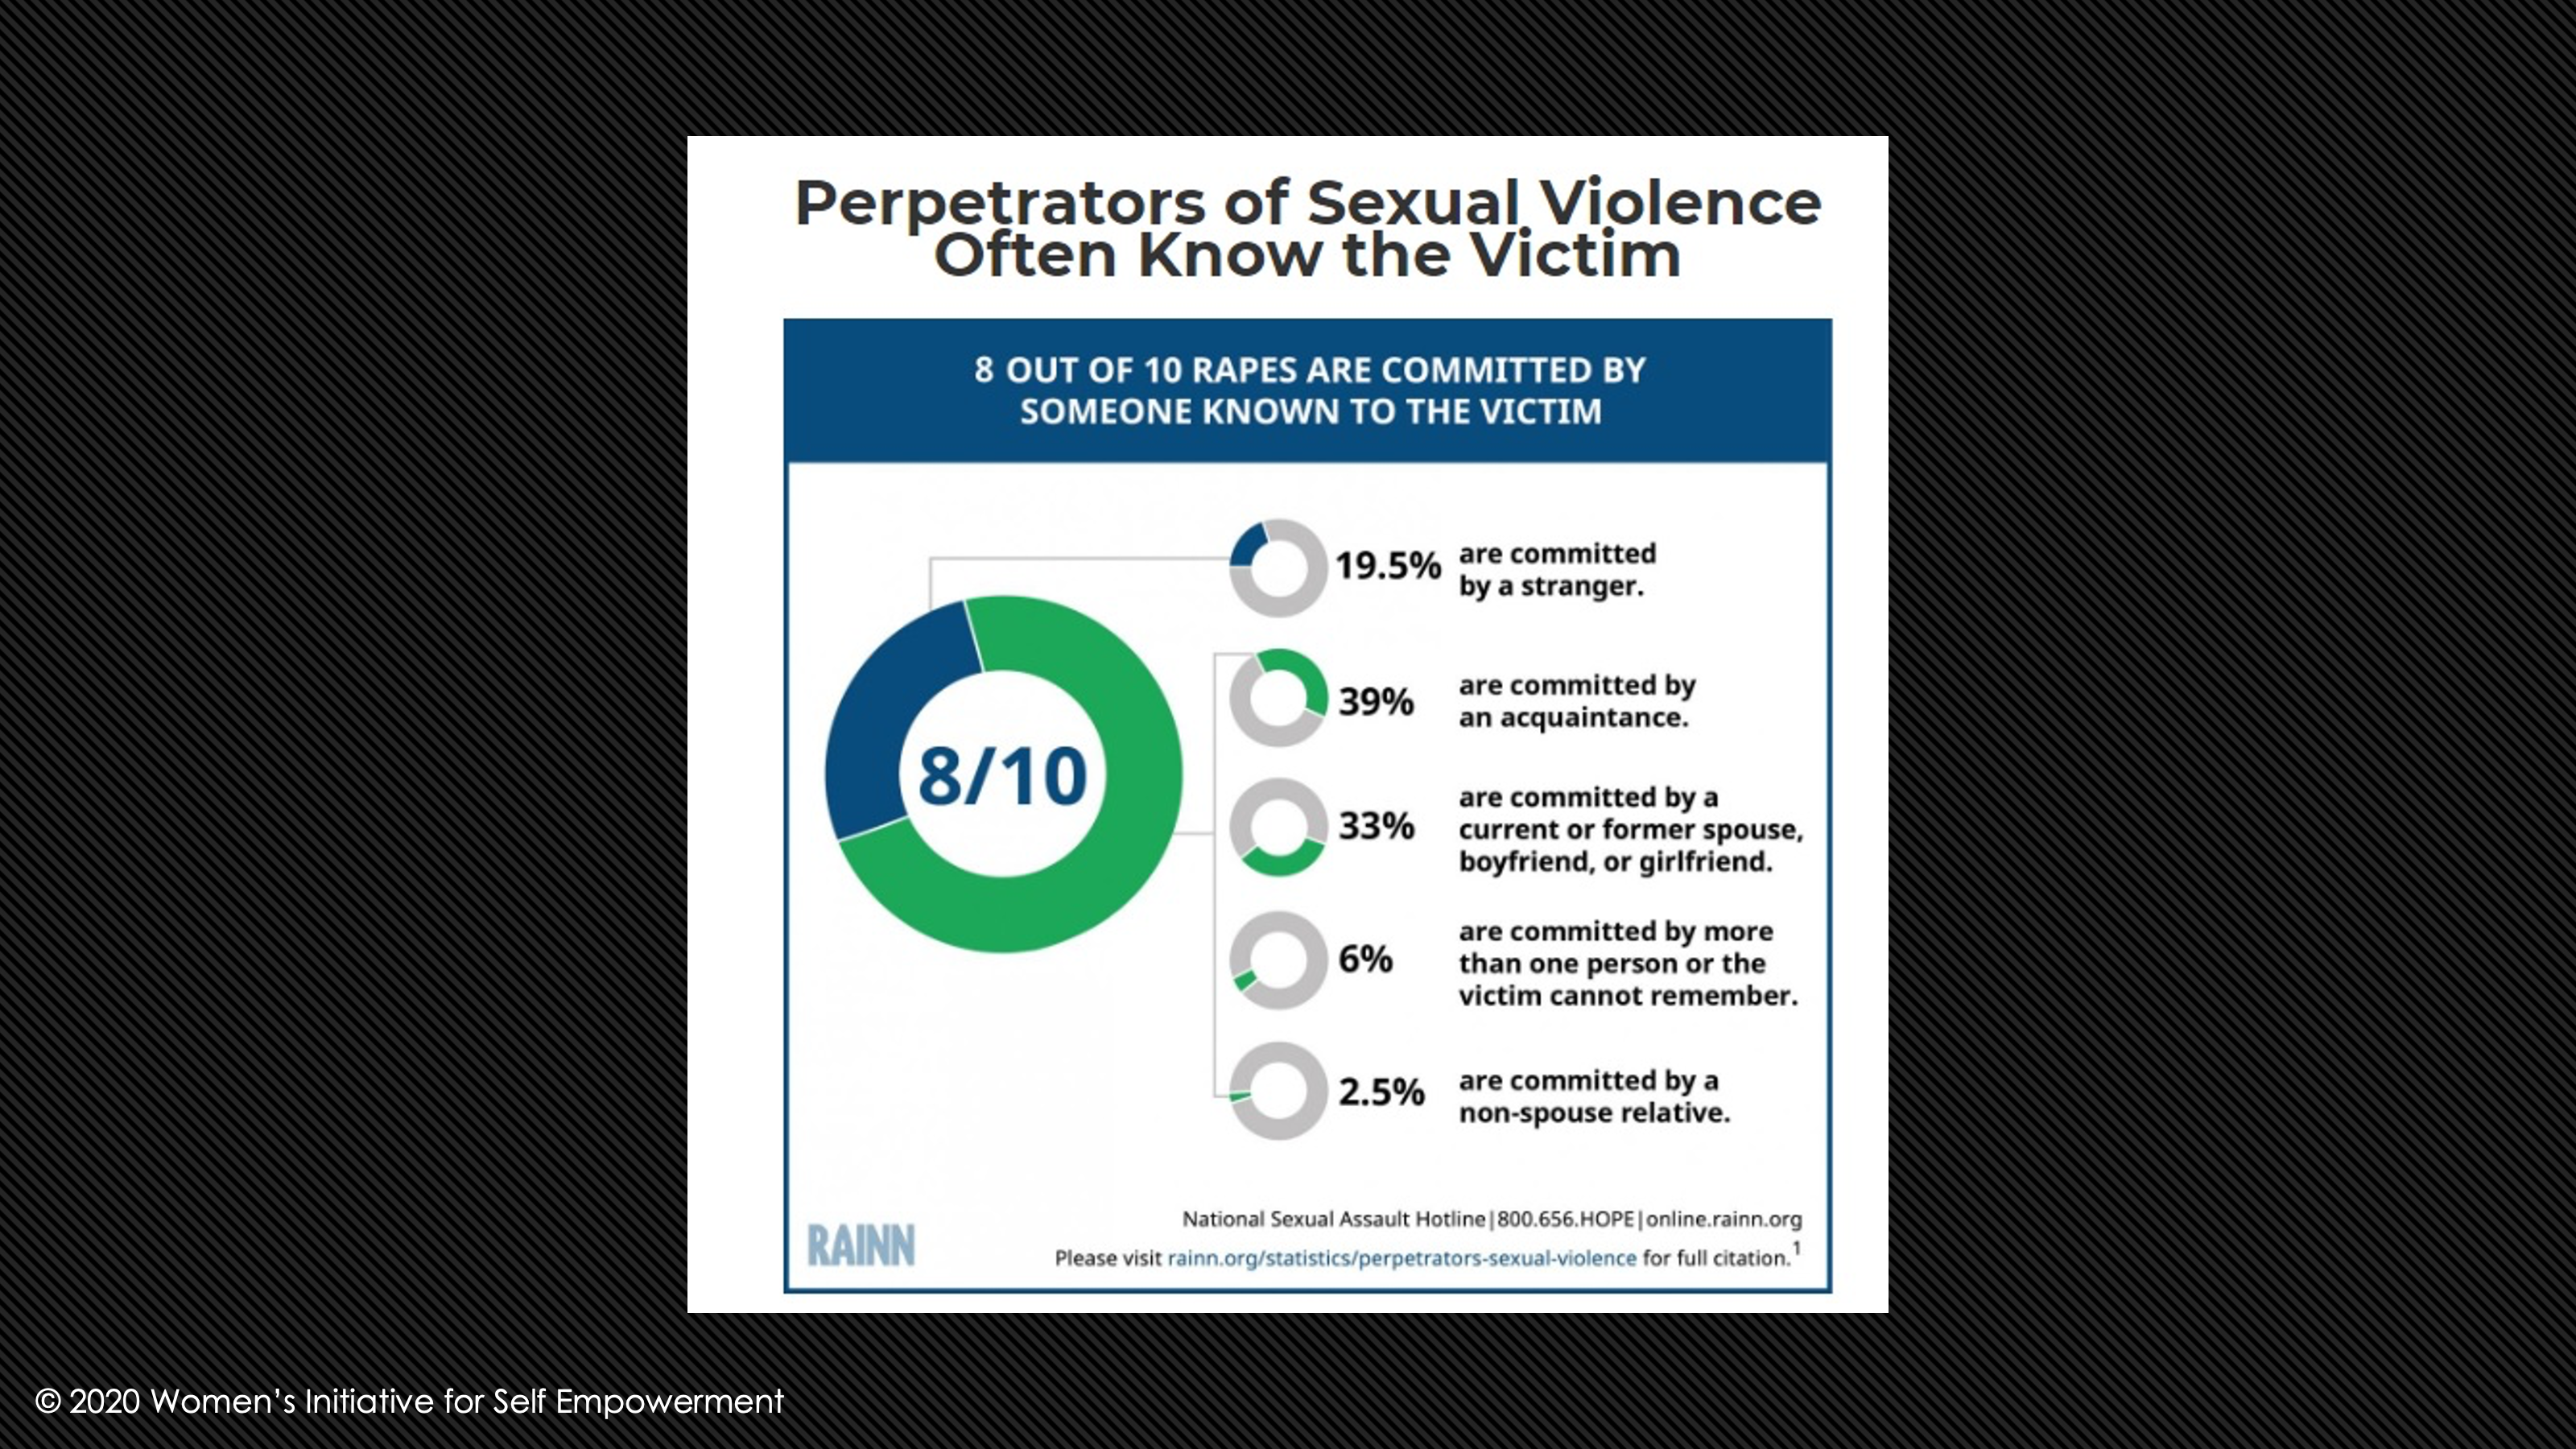 Perpetrators of Sexual Violence
Often Know the Victim
8 OUT OF 10 RAPES ARE COMMITTED BY
SOMEONE KNOWN TO THE VICTIM
8/10
19.5%
are committed
by a stranger.
39%
are committed by
an acquaintance.
33%
are committed by a
current or former spouse,
boyfriend, or girlfriend.
6%
are committed by more
than one person or the
victim cannot remember.
2.5%
are committed by a
non-spouse relative.
National Sexual Assault Hotline|800.656.HOPE|online.rainn.org
RAINN
Please visit rainn.org/statistics/perpetrators-sexual-violence for full citation.1
© 2020 Women’s Initiative for Self Empowerment